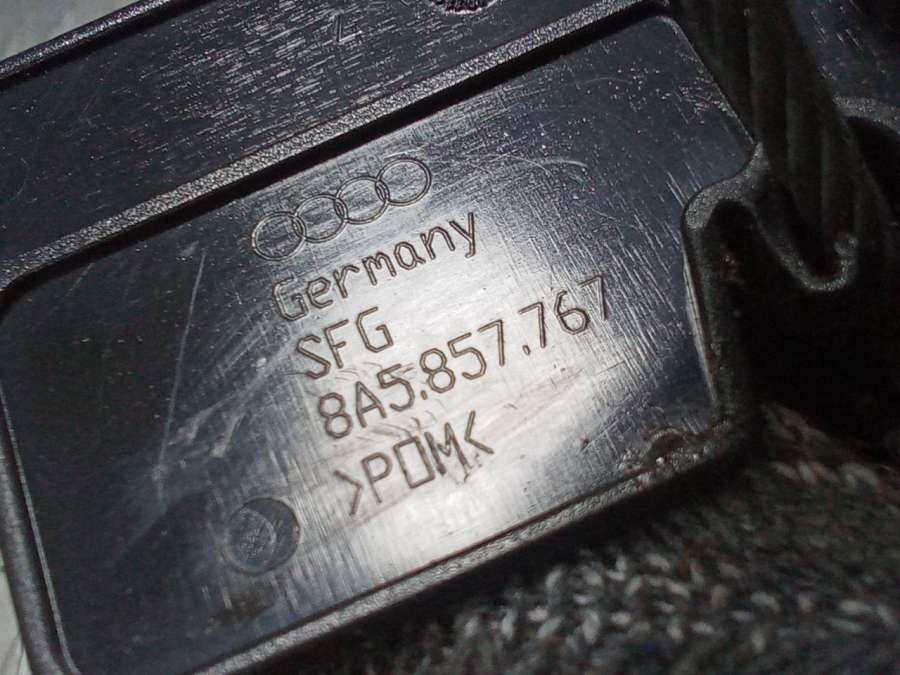 Germany
SFG
8A5.857.767
>POM<